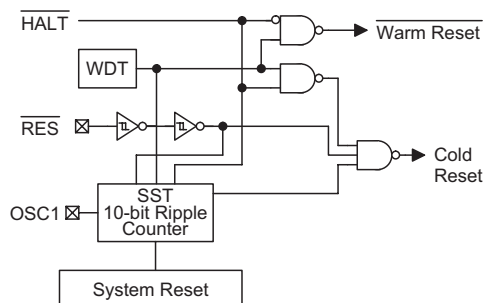 HALT
Warm Reset
WDT
RES
Cold
Reset
SST
10-bit Ripple
Counter
OSC1
System Reset